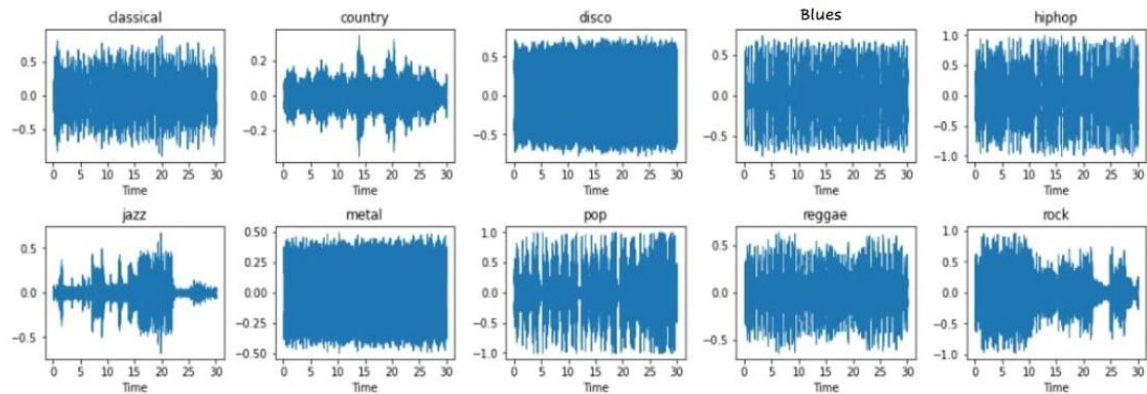 classical country disco Blues hiphop
0.5 0.2 0.5 0.5 1.0
0.5
0.0 0.0 0.0 0.0 0.0
−0.5 −0.2 −0.5 −0.5 −0.5
−1.0
0 5 10 15 20 25 30 0 5 10 15 20 25 30 0 5 10 15 20 25 30 0 5 10 15 20 25 30 0 5 10 15 20 25 30
Time Time Time Time Time
jazz metal pop reggae rock
0.5 0.50 1.0 0.5 1.0
0.25 0.5 0.5
0.0 0.00 0.0 0.0 0.0
−0.5 −0.25 −0.5 −0.5 −0.5
−0.50 −1.0 −1.0
0 5 10 15 20 25 30 0 5 10 15 20 25 30 0 5 10 15 20 25 30 0 5 10 15 20 25 30 0 5 10 15 20 25 30
Time Time Time Time Time